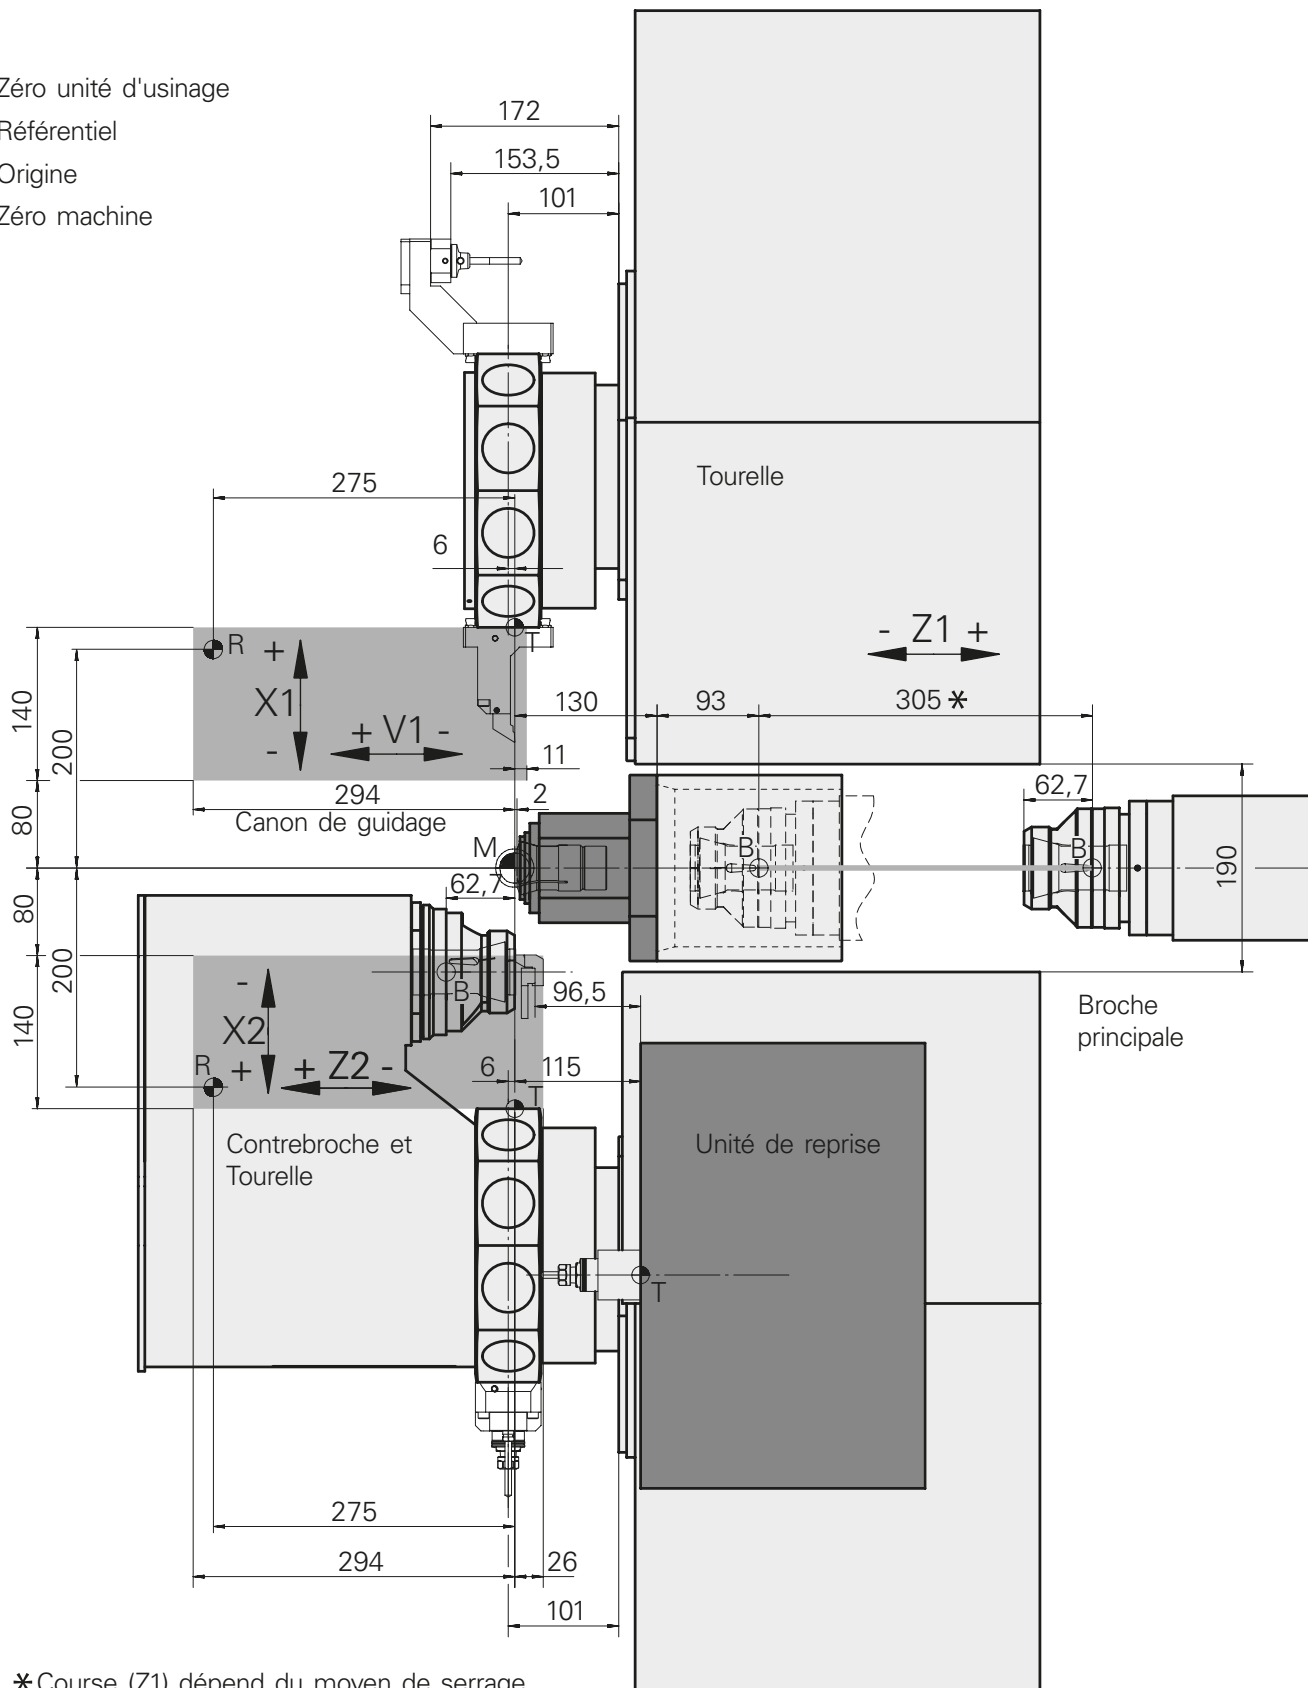 Zéro unité d'usinage
Référentiel
Origine
Zéro machine
172
153,5
101
275
6
Tourelle
R
+
X1
-
+ V1 -
T
- Z1 +
140
200
80
130
93
305 *
11
294
2
Canon de guidage
62,7
M
B
B
190
62,7
80
200
140
-
X2
+
R
+ Z2 -
B
96,5
6
115
T
Broche
principale
Contrebroche et
Tourelle
Unité de reprise
T
275
294
26
101
* Course (Z1) dépend du moyen de serrage